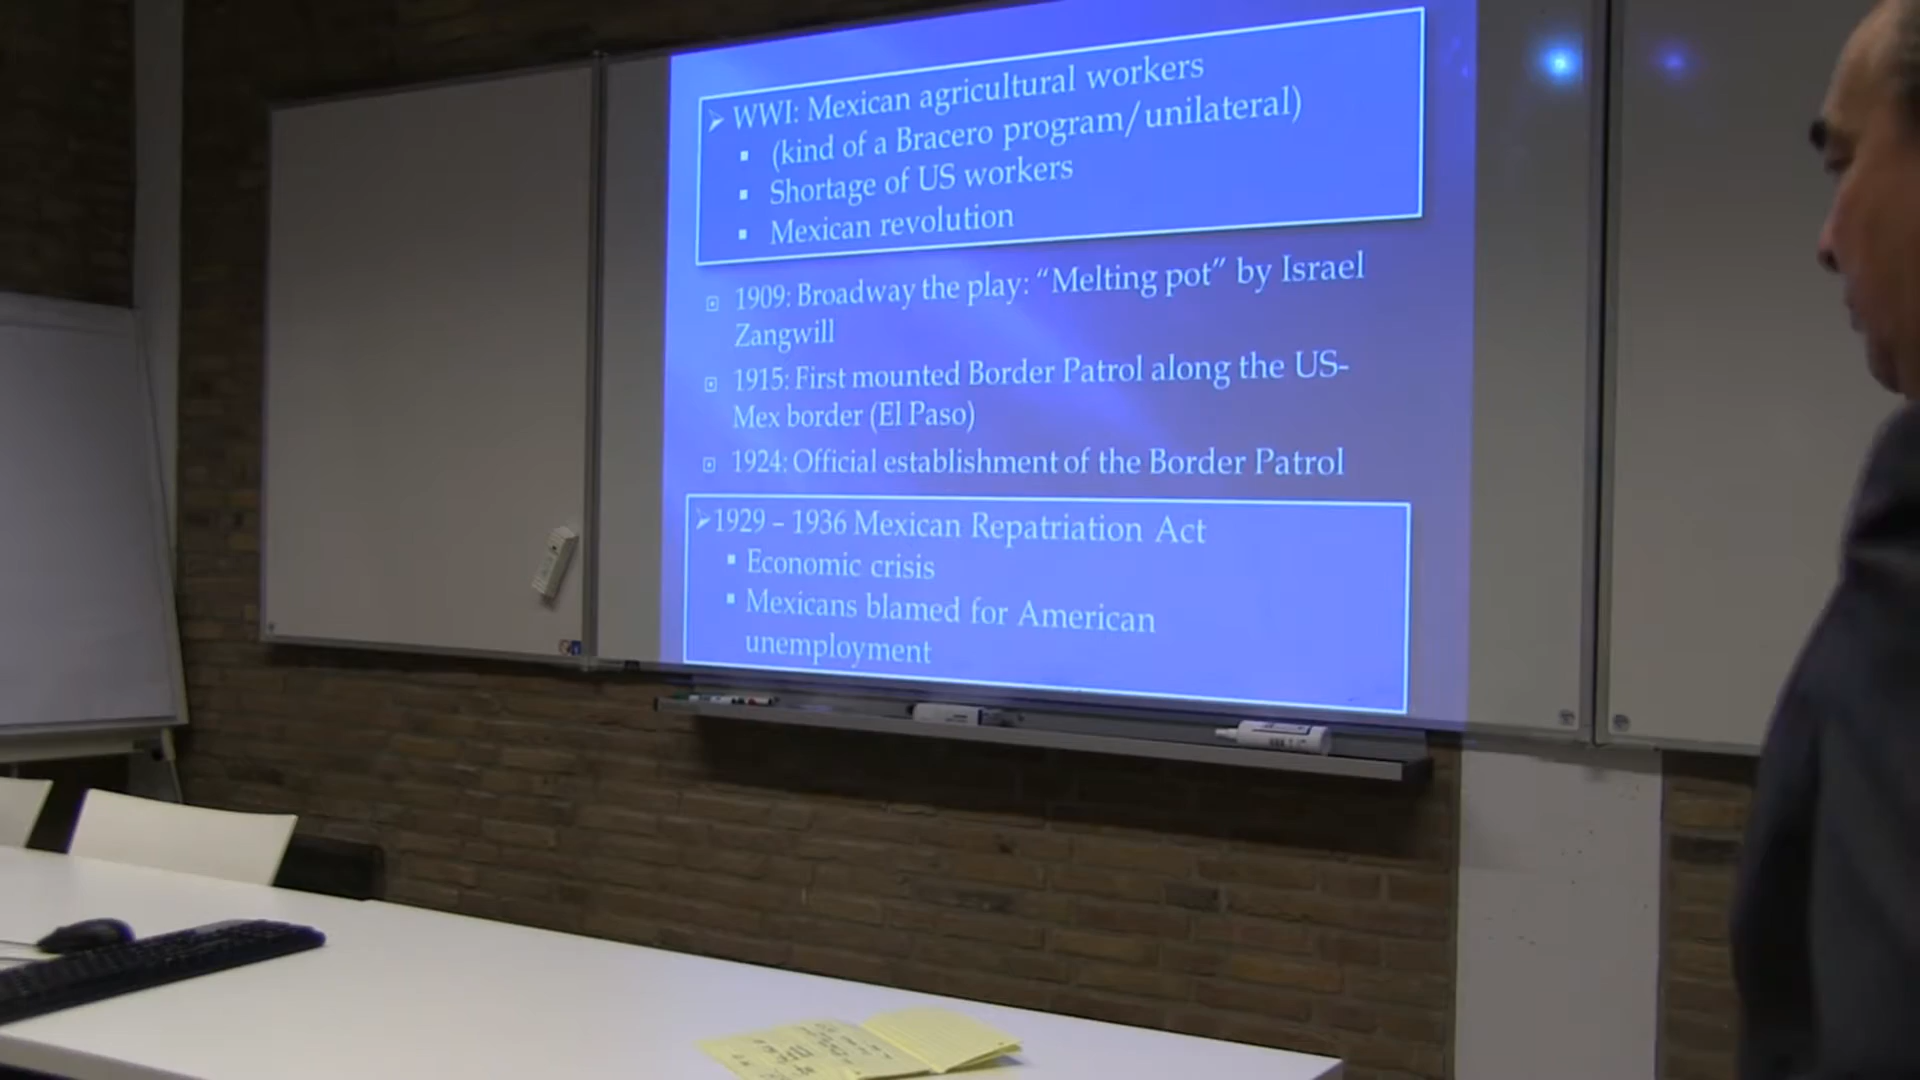 WWI: Mexican agricultural workers
(kind of a Bracero program/unilateral)
Shortage of US workers
Mexican revolution
1909: Broadway the play: “Melting pot” by Israel
Zangwill
1915: First mounted Border Patrol along the US-
Mex border (El Paso)
1924: Official establishment of the Border Patrol
1929 – 1936 Mexican Repatriation Act
Economic crisis
Mexicans blamed for American
unemployment